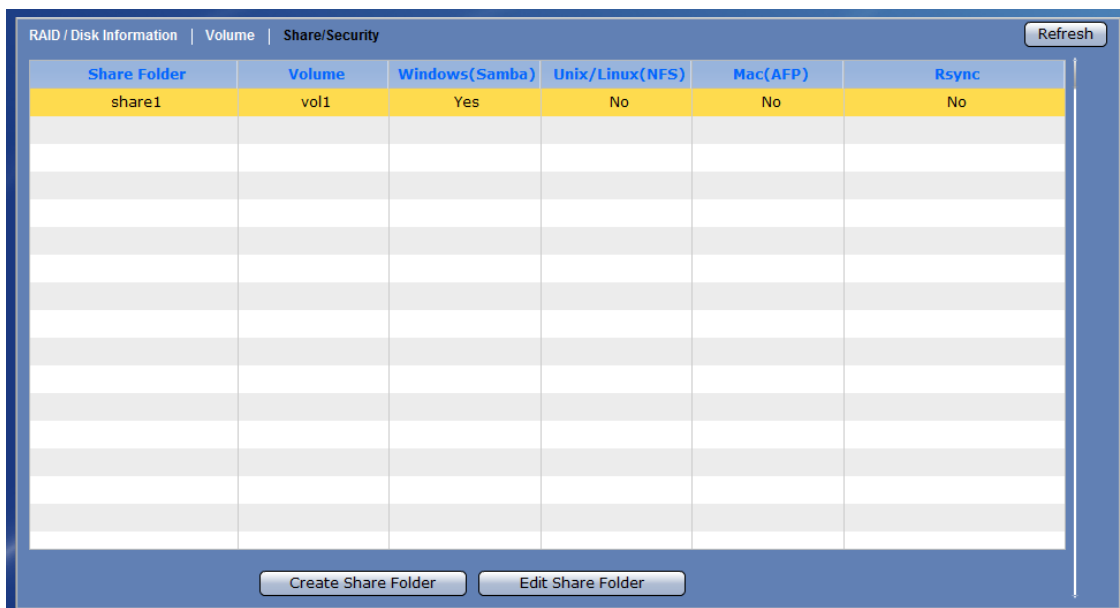 RAID / Disk Information | Volume | Share/Security Refresh
Share Folder Volume Windows(Samba) Unix/Linux(NFS) Mac(AFP) Rsync
share1 vol1 Yes No No No
Create Share Folder Edit Share Folder